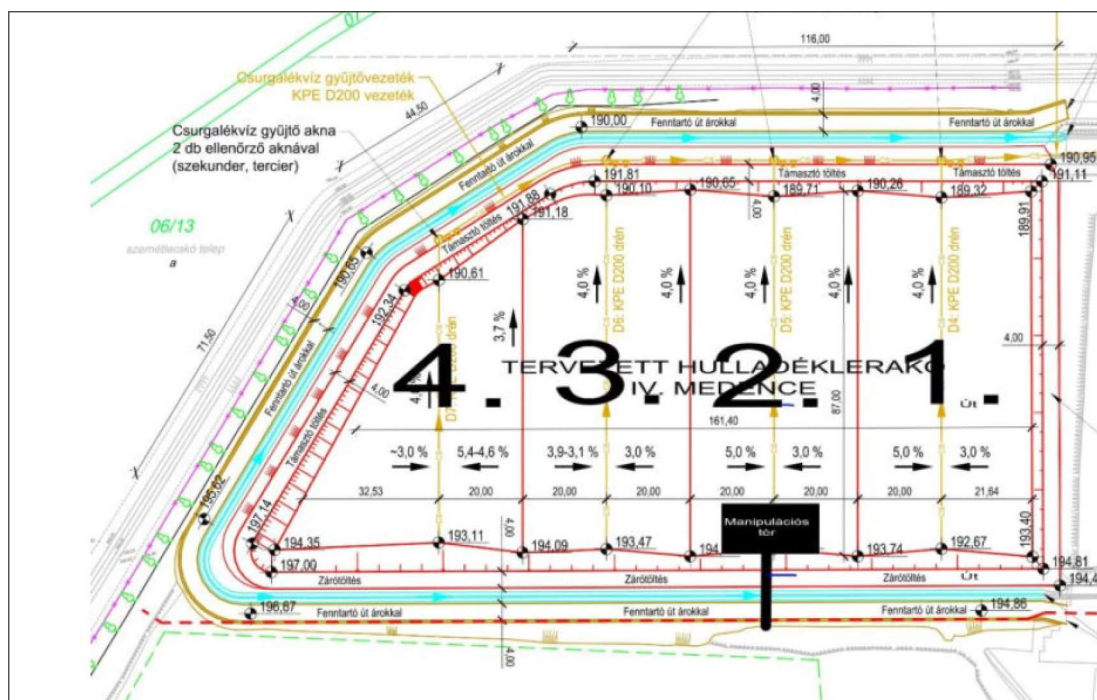 07
116,00
Csurgalékvíz gyűjtővezeték
KPE D200 vezeték
44,50
4,00
Csurgalékvíz gyűjtő akna
2 db ellenőrző aknával
(szekunder, tercier)
190,00
Fenntartó út árokkal
Fenntartó út árokkal
Fenntartó út árokkal
190,95
191,11
Támasztó töltés
Támasztó töltés
Támasztó töltés
191,81
190,10
190,65
189,71
190,26
189,32
189,91
191,88
191,18
4,00
06/13
szemétlerakó telep
a
190,65
190,61
192,34
4,00
71,50
3,7 %
4,0 %
4,0 %
4,0 %
4,0 %
4,0 %
D6: KPE D200 drén
D5: KPE D200 drén
D4: KPE D200 drén
4,00
4. 3. 2. 1.
TERVEZETT HULLADÉKLERAKÓ
IV. MEDENCE
Út
161,40
87,00
4,00
Fenntartó út árokkal
Támasztó töltés
~3,0 %
5,4-4,6 %
3,9-3,1 %
3,0 %
5,0 %
3,0 %
5,0 %
3,0 %
32,53
20,00
20,00
20,00
20,00
20,00
20,00
21,64
195,62
197,14
Manipulációs
tér
194,35
193,11
4,00
194,09
193,47
193,74
192,67
193,40
197,00
194,81
Zárótöltés
Zárótöltés
Zárótöltés
Út
196,67
Fenntartó út árokkal
Fenntartó út árokkal
Fenntartó út árokkal
194,86
4,00